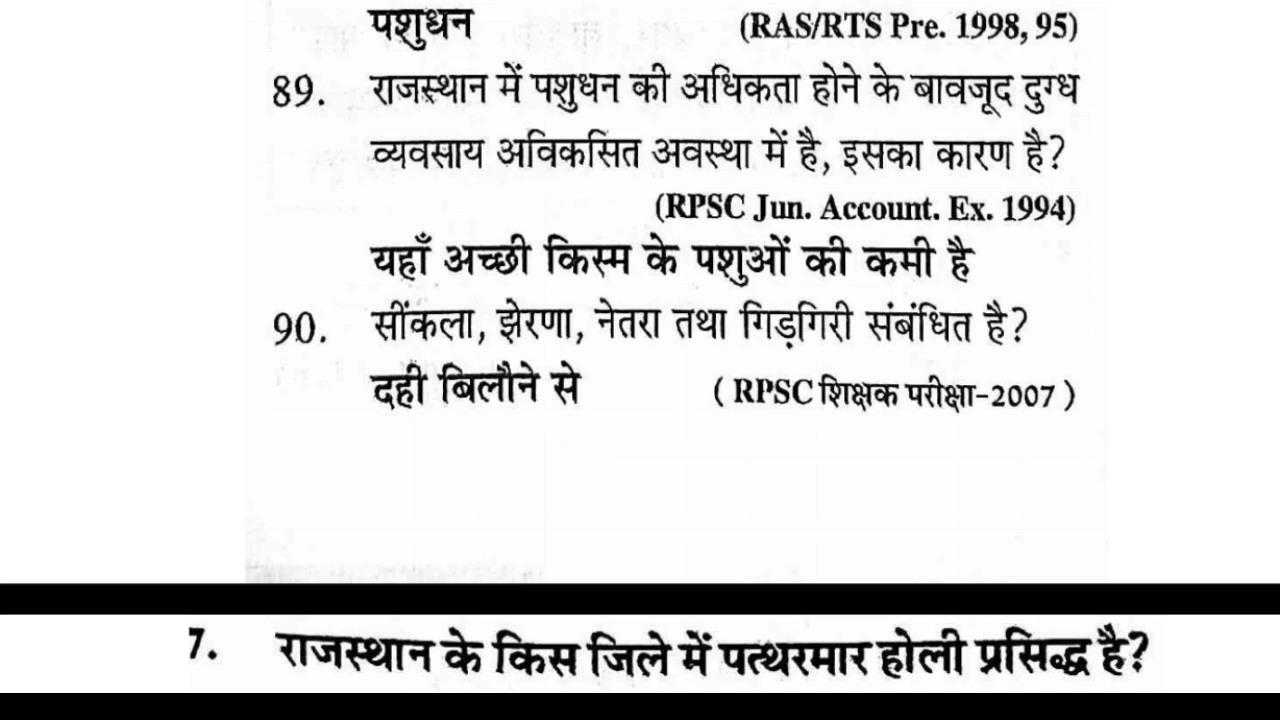 पशुधन (RAS/RTS Pre. 1998, 95)
89. राजस्थान में पशुधन की अधिकता होने के बावजूद दुग्ध
व्यवसाय अविकसित अवस्था में है, इसका कारण है?
(RPSC Jun. Account. Ex. 1994)
यहाँ अच्छी किस्म के पशुओं की कमी है
90. सींकला, झेरणा, नेतरा तथा गिड़गिरी संबंधित है?
दही बिलौने से ( RPSC शिक्षक परीक्षा-2007 )
7. राजस्थान के किस जिले में पत्थरमार होली प्रसिद्ध है?